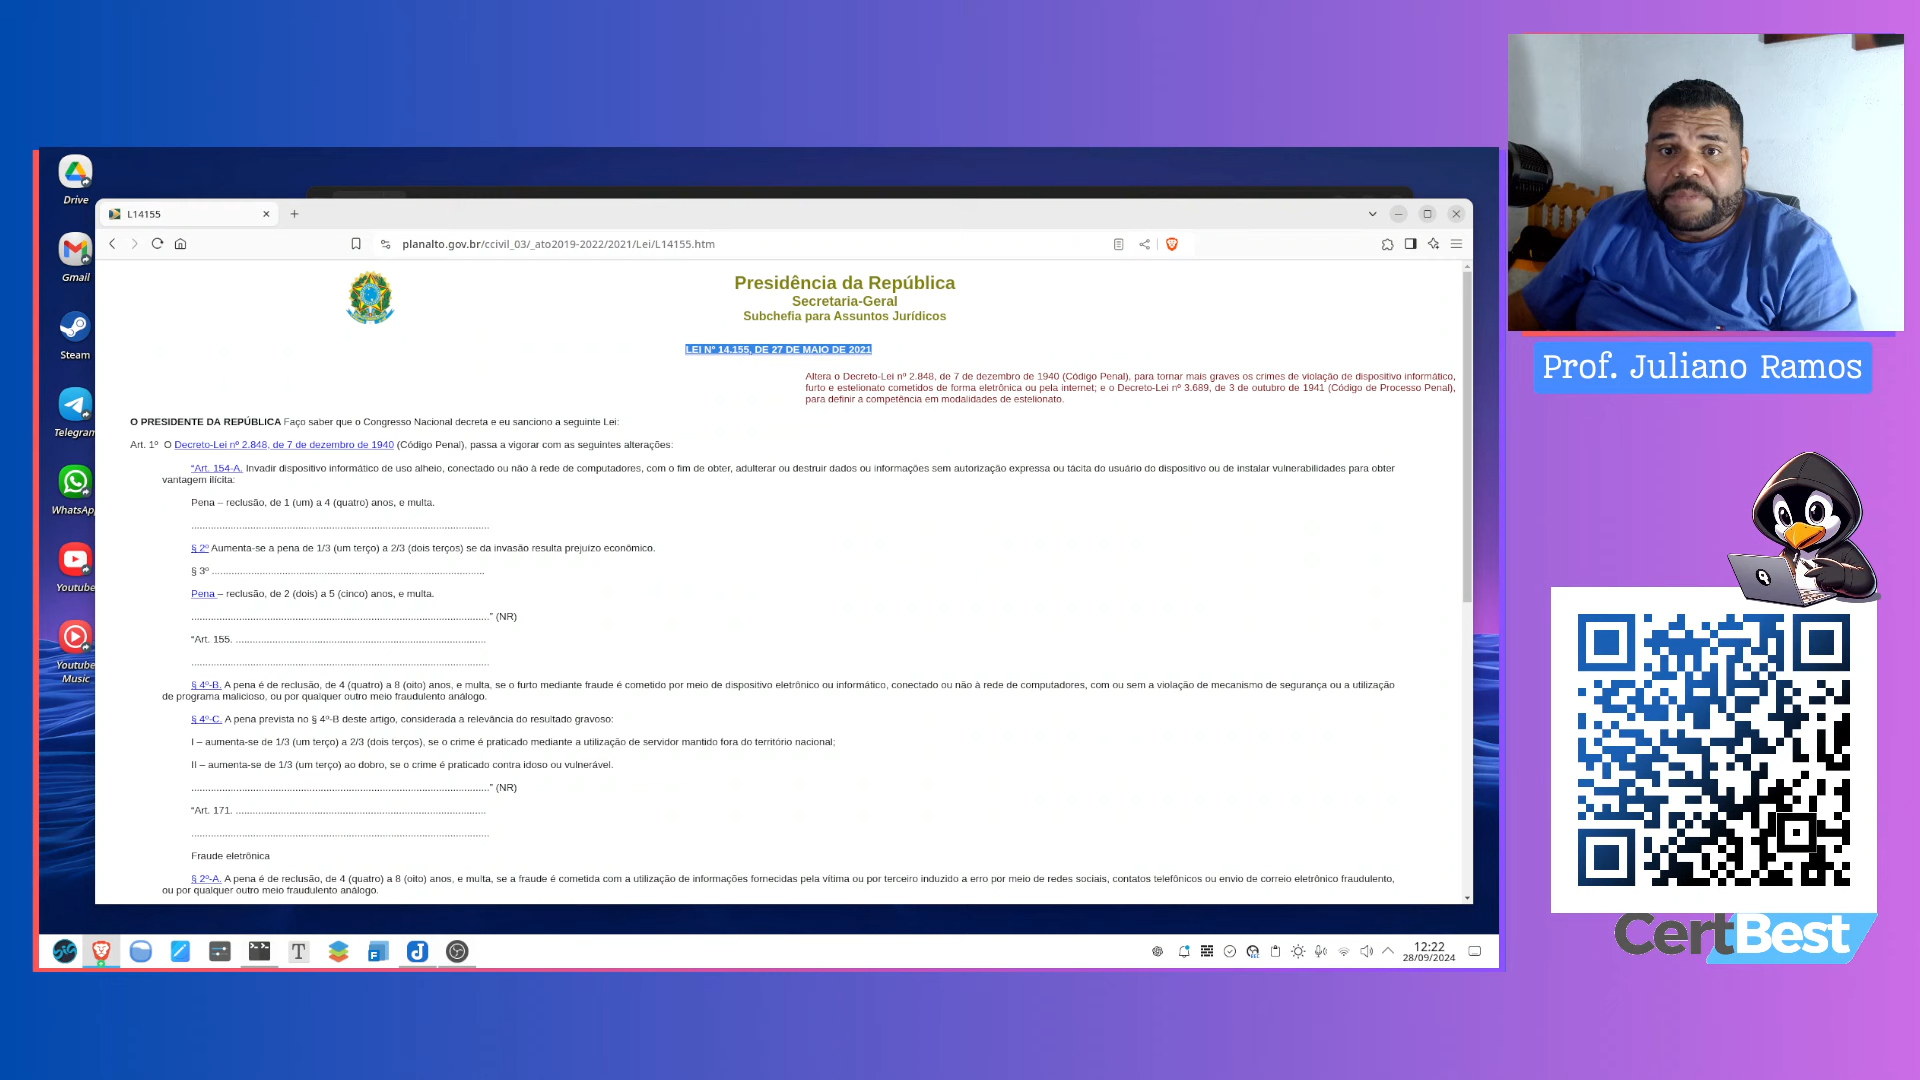 Drive
Gmail
Steam
Telegram
WhatsApp
Youtube
Youtube
Music
L14155
planalto.gov.br/ccivil_03/_ato2019-2022/2021/Lei/L14155.htm
Presidência da República
Secretaria-Geral
Subchefia para Assuntos Jurídicos
LEI Nº 14.155, DE 27 DE MAIO DE 2021
Altera o Decreto-Lei nº 2.848, de 7 de dezembro de 1940 (Código Penal), para tornar mais graves os crimes de violação de dispositivo informático,
furto e estelionato cometidos de forma eletrônica ou pela internet; e o Decreto-Lei nº 3.689, de 3 de outubro de 1941 (Código de Processo Penal),
para definir a competência em modalidades de estelionato.
O PRESIDENTE DA REPÚBLICA Faço saber que o Congresso Nacional decreta e eu sanciono a seguinte Lei:
Art. 1º O Decreto-Lei nº 2.848, de 7 de dezembro de 1940 (Código Penal), passa a vigorar com as seguintes alterações:
“Art. 154-A. Invadir dispositivo informático de uso alheio, conectado ou não à rede de computadores, com o fim de obter, adulterar ou destruir dados ou informações sem autorização expressa ou tácita do usuário do dispositivo ou de instalar vulnerabilidades para obter
vantagem ilícita:
Pena – reclusão, de 1 (um) a 4 (quatro) anos, e multa.
..........................................................................................................
§ 2º Aumenta-se a pena de 1/3 (um terço) a 2/3 (dois terços) se da invasão resulta prejuízo econômico.
§ 3º .................................................................................................
Pena – reclusão, de 2 (dois) a 5 (cinco) anos, e multa.
..........................................................................................................” (NR)
“Art. 155. .........................................................................................
..........................................................................................................
§ 4º-B. A pena é de reclusão, de 4 (quatro) a 8 (oito) anos, e multa, se o furto mediante fraude é cometido por meio de dispositivo eletrônico ou informático, conectado ou não à rede de computadores, com ou sem a violação de mecanismo de segurança ou a utilização
de programa malicioso, ou por qualquer outro meio fraudulento análogo.
§ 4º-C. A pena prevista no § 4º-B deste artigo, considerada a relevância do resultado gravoso:
I – aumenta-se de 1/3 (um terço) a 2/3 (dois terços), se o crime é praticado mediante a utilização de servidor mantido fora do território nacional;
II – aumenta-se de 1/3 (um terço) ao dobro, se o crime é praticado contra idoso ou vulnerável.
..........................................................................................................” (NR)
“Art. 171. .........................................................................................
..........................................................................................................
Fraude eletrônica
§ 2º-A. A pena é de reclusão, de 4 (quatro) a 8 (oito) anos, e multa, se a fraude é cometida com a utilização de informações fornecidas pela vítima ou por terceiro induzido a erro por meio de redes sociais, contatos telefônicos ou envio de correio eletrônico fraudulento,
ou por qualquer outro meio fraudulento análogo.
12:22
28/09/2024
Prof. Juliano Ramos
CertBest